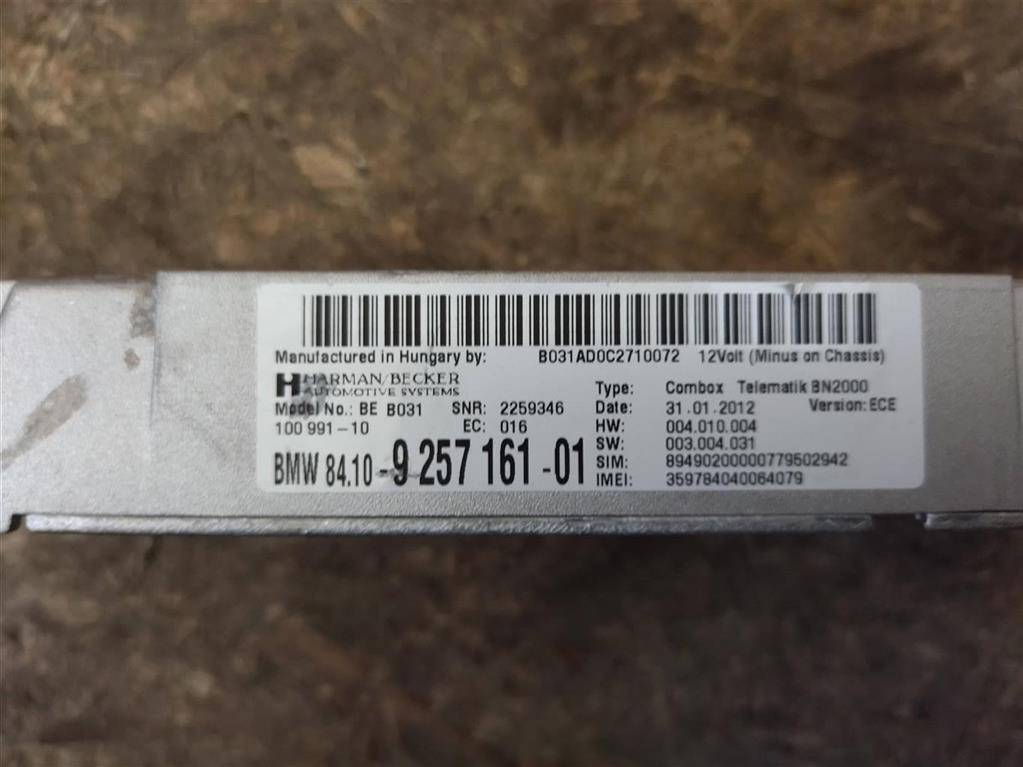 Manufactured in Hungary by: B031AD0C2710072 12Volt (Minus on Chassis)
HARMAN/BECKER
AUTOMOTIVE SYSTEMS
Model No.: BE B031 SNR: 2259346
100 991-10 EC: 016
BMW 84.10-9 257 161-01
Type: Combox Telematik BN2000
Date: 31.01.2012 Version: ECE
HW: 004.010.004
SW: 003.004.031
SIM: 89490200000779502942
IMEI: 359784040064079